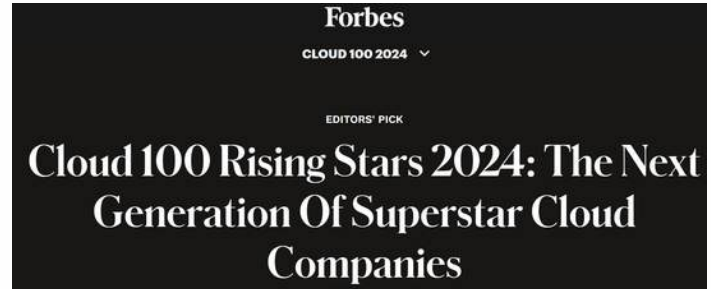 Forbes
CLOUD 100 2024
EDITORS' PICK
Cloud 100 Rising Stars 2024: The Next
Generation Of Superstar Cloud
Companies